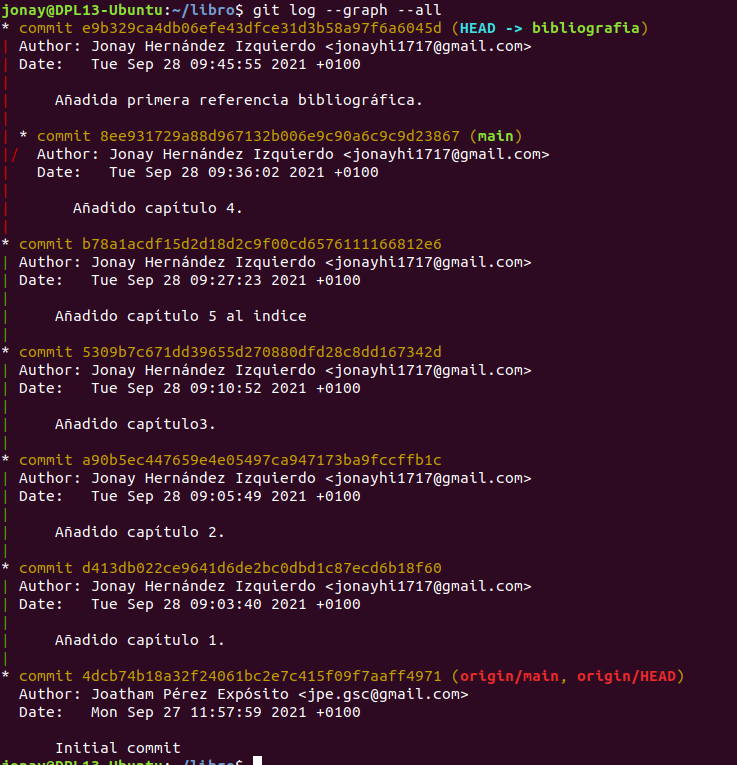 jonay@DPL13-Ubuntu:~/libro$ git log --graph --all
* commit e9b329ca4db06efe43dfce31d3b58a97f6a6045d (HEAD -> bibliografia)
| Author: Jonay Hernández Izquierdo <jonayhi1717@gmail.com>
| Date:   Tue Sep 28 09:45:55 2021 +0100
|
|     Añadida primera referencia bibliográfica.
|
| * commit 8ee931729a88d967132b006e9c90a6c9c9d23867 (main)
|/  Author: Jonay Hernández Izquierdo <jonayhi1717@gmail.com>
|   Date:   Tue Sep 28 09:36:02 2021 +0100
|
|       Añadido capitulo 4.
|
* commit b78a1acdf15d2d18d2c9f00cd6576111166812e6
| Author: Jonay Hernández Izquierdo <jonayhi1717@gmail.com>
| Date:   Tue Sep 28 09:27:23 2021 +0100
|
|     Añadido capitulo 5 al indice
|
* commit 5309b7c671dd39655d270880dfd28c8dd167342d
| Author: Jonay Hernández Izquierdo <jonayhi1717@gmail.com>
| Date:   Tue Sep 28 09:10:52 2021 +0100
|
|     Añadido capítulo3.
|
* commit a90b5ec447659e4e05497ca947173ba9fccffb1c
| Author: Jonay Hernández Izquierdo <jonayhi1717@gmail.com>
| Date:   Tue Sep 28 09:05:49 2021 +0100
|
|     Añadido capitulo 2.
|
* commit d413db022ce9641d6de2bc0dbd1c87ecd6b18f60
| Author: Jonay Hernández Izquierdo <jonayhi1717@gmail.com>
| Date:   Tue Sep 28 09:03:40 2021 +0100
|
|     Añadido capítulo 1.
|
* commit 4dcb74b18a32f24061bc2e7c415f09f7aaff4971 (origin/main, origin/HEAD)
  Author: Joatham Pérez Expósito <jpe.gsc@gmail.com>
  Date:   Mon Sep 27 11:57:59 2021 +0100

      Initial commit
jonay@DPL13-Ubuntu:~/libro$